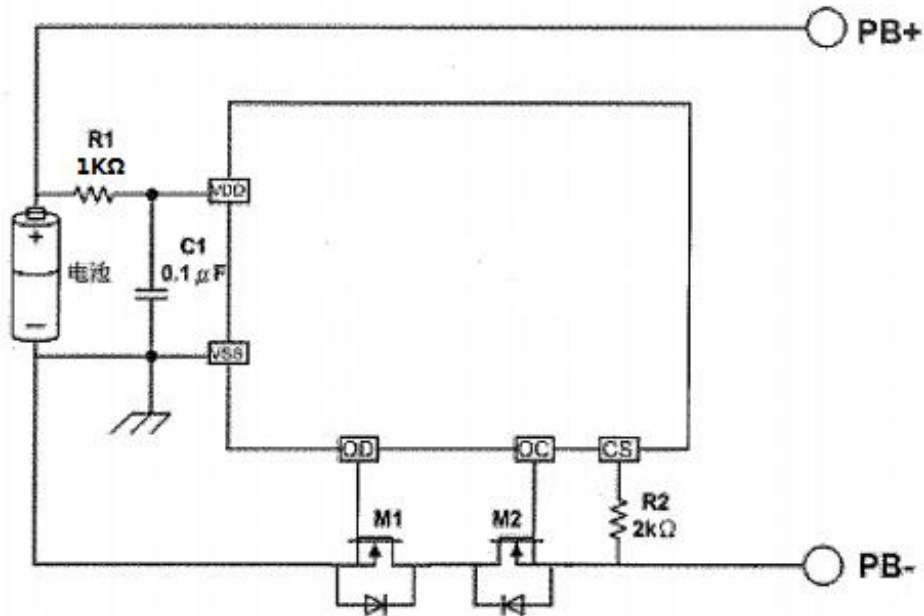 PB+
R1
1KΩ
VDD
+
电池
C1
0.1μF
−
VSS
OD
OC
CS
M1
M2
R2
2kΩ
PB-